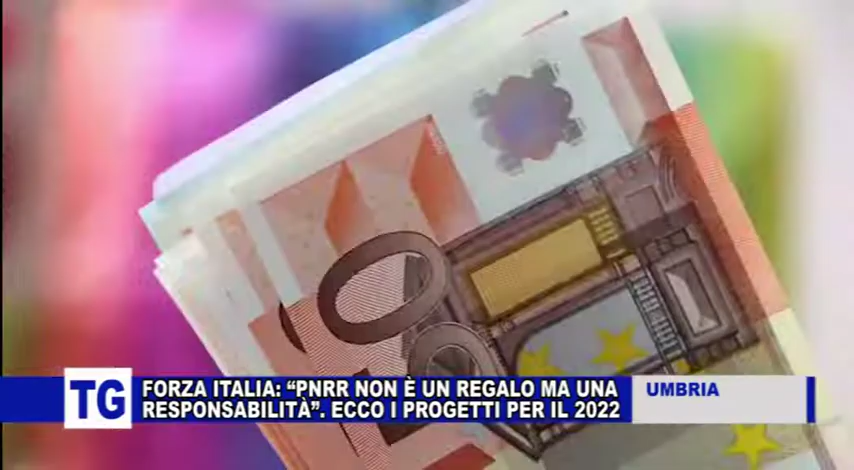 TG
FORZA ITALIA: “PNRR NON È UN REGALO MA UNA
RESPONSABILITÀ”. ECCO I PROGETTI PER IL 2022
UMBRIA